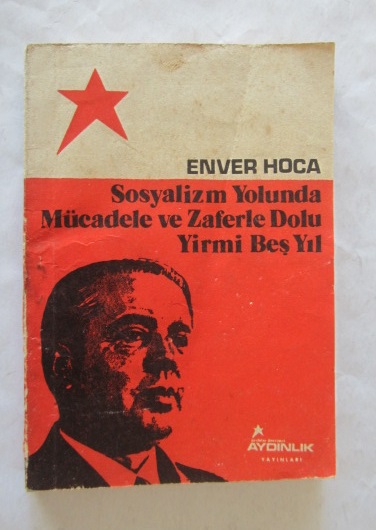 ENVER HOCA
Sosyalizm Yolunda
Mücadele ve Zaferle Dolu
Yirmi Beş Yıl
AYDINLIK
YAYINLARI